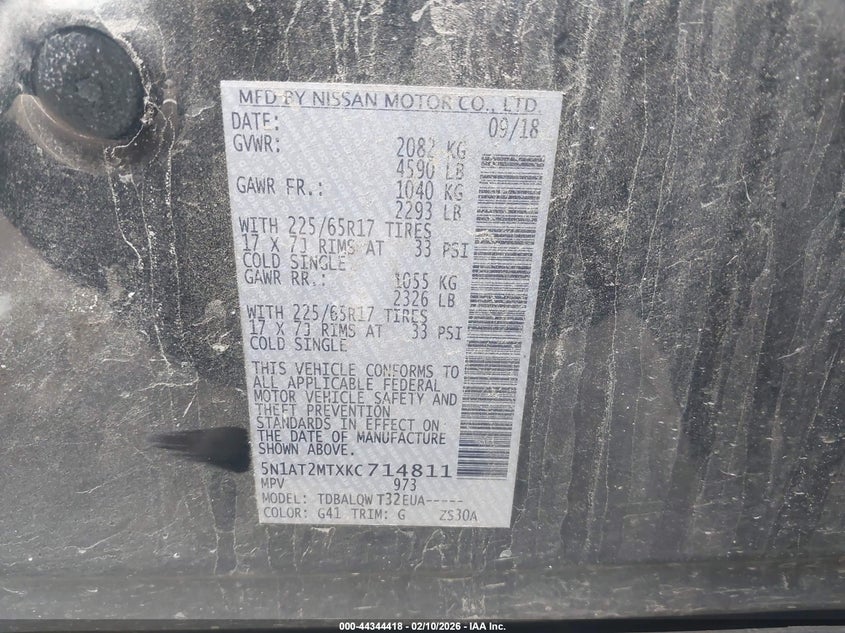 MFD BY NISSAN MOTOR CO., LTD.
DATE: 09/18
GVWR: 2082 KG
4590 LB
GAWR FR.: 1040 KG
2293 LB
WITH 225/65R17 TIRES
17 X 7J RIMS AT 33 PSI
COLD SINGLE
GAWR RR.: 1055 KG
2326 LB
WITH 225/65R17 TIRES
17 X 7J RIMS AT 33 PSI
COLD SINGLE
THIS VEHICLE CONFORMS TO
ALL APPLICABLE FEDERAL
MOTOR VEHICLE SAFETY AND
THEFT PREVENTION
STANDARDS IN EFFECT ON
THE DATE OF MANUFACTURE
SHOWN ABOVE.
5N1AT2MTXKC714811
MPV 973
MODEL: TDBALQW T32EUA-----
COLOR: G41 TRIM: G ZS30A
000-44344418 - 02/10/2026 - IAA Inc.